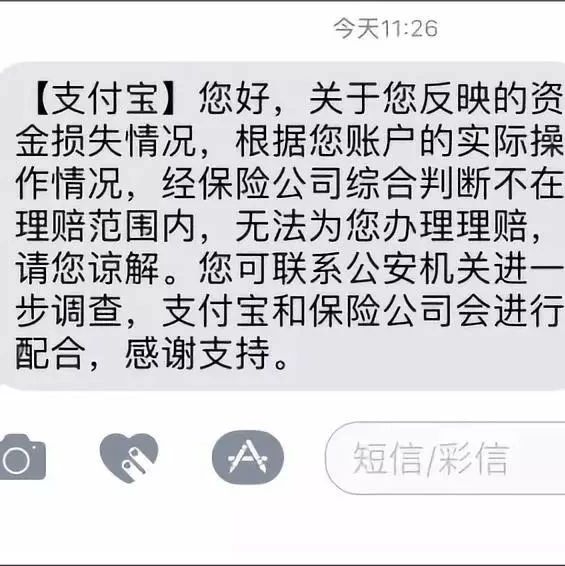 今天11:26
【支付宝】您好，关于您反映的资
金损失情况，根据您账户的实际操
作情况，经保险公司综合判断不在
理赔范围内，无法为您办理理赔，
请您谅解。您可联系公安机关进一
步调查，支付宝和保险公司会进行
配合，感谢支持。
短信/彩信